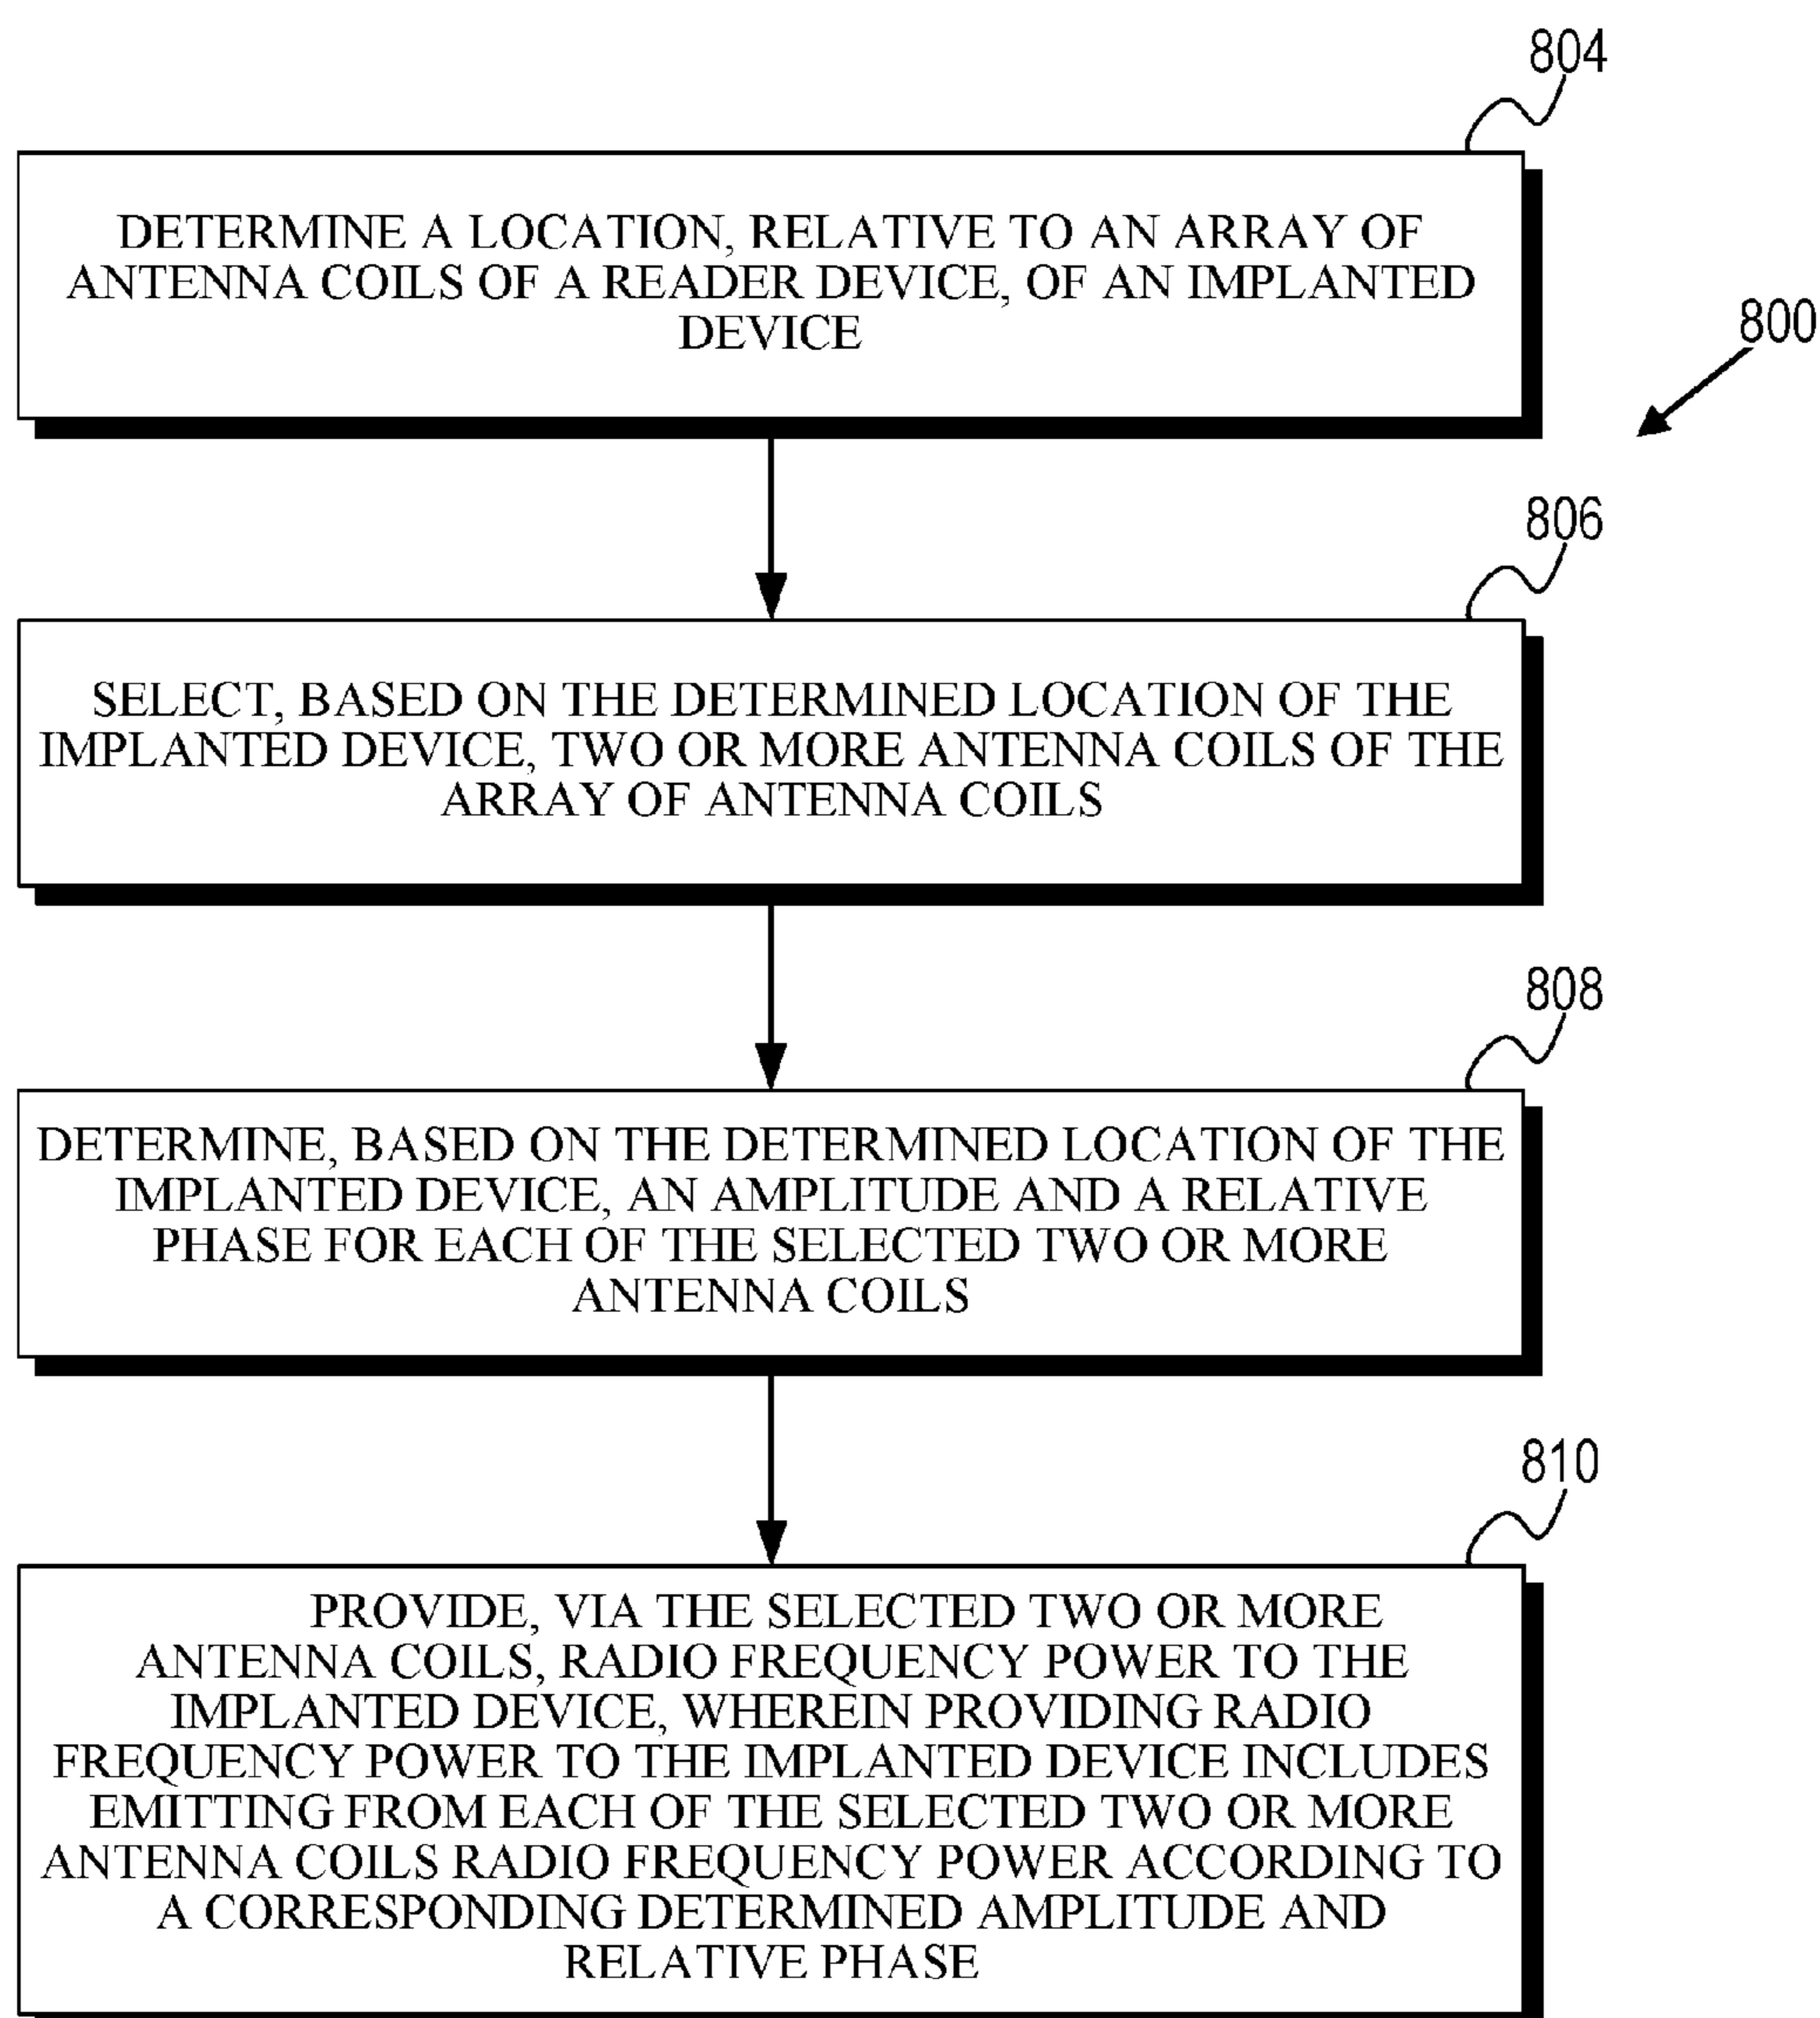 804
DETERMINE A LOCATION, RELATIVE TO AN ARRAY OF
ANTENNA COILS OF A READER DEVICE, OF AN IMPLANTED
DEVICE
800
806
SELECT, BASED ON THE DETERMINED LOCATION OF THE
IMPLANTED DEVICE, TWO OR MORE ANTENNA COILS OF THE
ARRAY OF ANTENNA COILS
808
DETERMINE, BASED ON THE DETERMINED LOCATION OF THE
IMPLANTED DEVICE, AN AMPLITUDE AND A RELATIVE
PHASE FOR EACH OF THE SELECTED TWO OR MORE
ANTENNA COILS
810
PROVIDE, VIA THE SELECTED TWO OR MORE
ANTENNA COILS, RADIO FREQUENCY POWER TO THE
IMPLANTED DEVICE, WHEREIN PROVIDING RADIO
FREQUENCY POWER TO THE IMPLANTED DEVICE INCLUDES
EMITTING FROM EACH OF THE SELECTED TWO OR MORE
ANTENNA COILS RADIO FREQUENCY POWER ACCORDING TO
A CORRESPONDING DETERMINED AMPLITUDE AND
RELATIVE PHASE